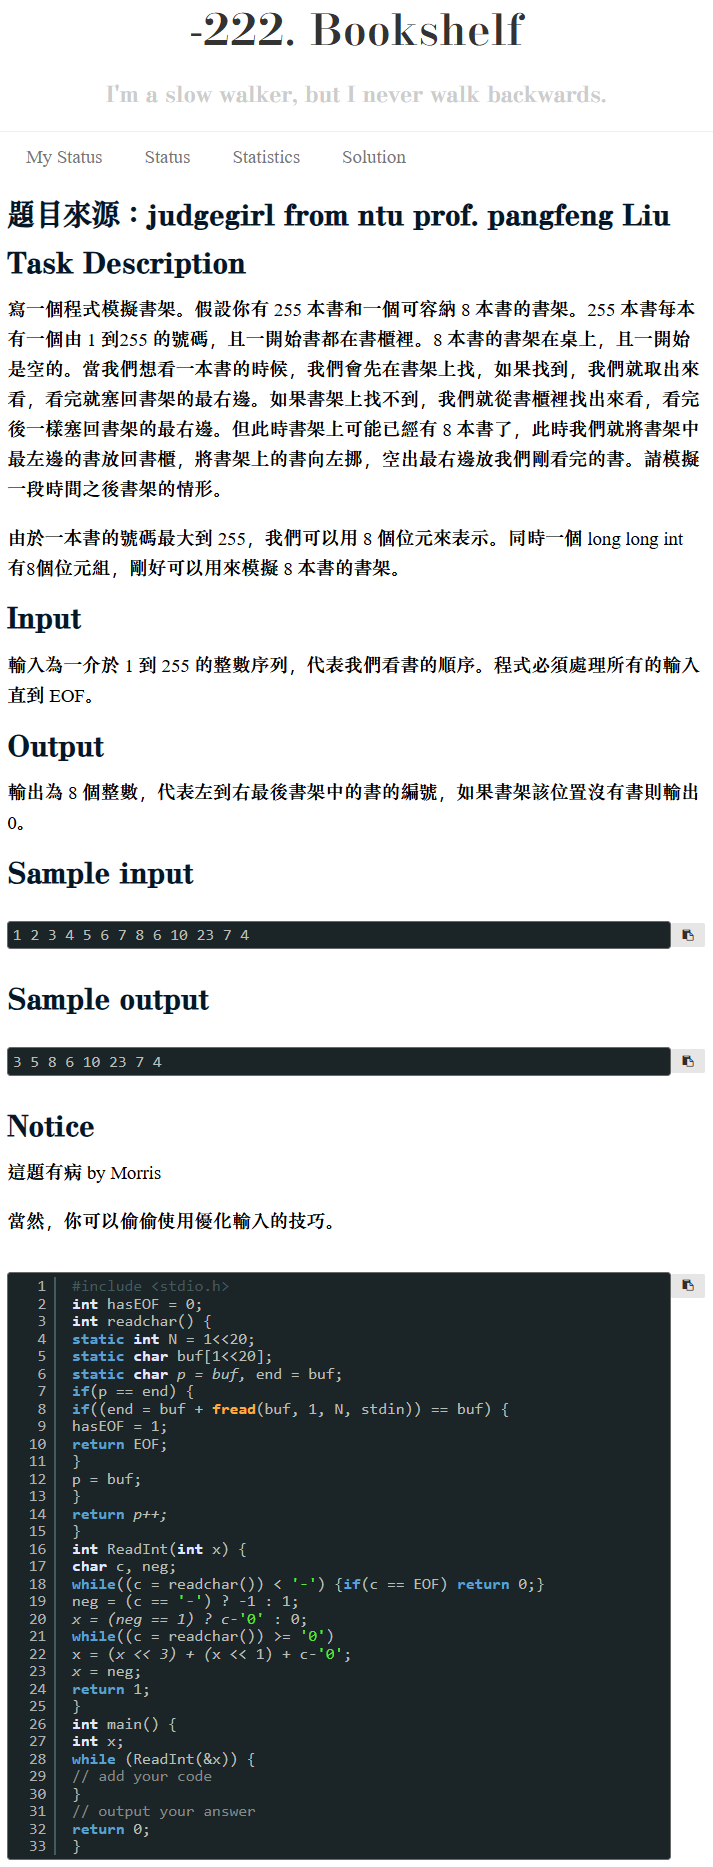 -222. Bookshelf
I'm a slow walker, but I never walk backwards.
My Status Status Statistics Solution
題目來源：judgegirl from ntu prof. pangfeng Liu
Task Description
寫一個程式模擬書架。假設你有 255 本書和一個可容納 8 本書的書架。255 本書每本
有一個由 1 到255 的號碼，且一開始書都在書櫃裡。8 本書的書架在桌上，且一開始
是空的。當我們想看一本書的時候，我們會先在書架上找，如果找到，我們就取出來
看，看完就塞回書架的最右邊。如果書架上找不到，我們就從書櫃裡找出來看，看完
後一樣塞回書架的最右邊。但此時書架上可能已經有 8 本書了，此時我們就將書架中
最左邊的書放回書櫃，將書架上的書向左挪，空出最右邊放我們剛看完的書。請模擬
一段時間之後書架的情形。
由於一本書的號碼最大到 255，我們可以用 8 個位元來表示。同時一個 long long int
有8個位元組，剛好可以用來模擬 8 本書的書架。
Input
輸入為一介於 1 到 255 的整數序列，代表我們看書的順序。程式必須處理所有的輸入
直到 EOF。
Output
輸出為 8 個整數，代表左到右最後書架中的書的編號，如果書架該位置沒有書則輸出
0。
Sample input
1 2 3 4 5 6 7 8 6 10 23 7 4
Sample output
3 5 8 6 10 23 7 4
Notice
這題有病 by Morris
當然，你可以偷偷使用優化輸入的技巧。
1 #include <stdio.h>
2 int hasEOF = 0;
3 int readchar() {
4 static int N = 1<<20;
5 static char buf[1<<20];
6 static char p = buf, end = buf;
7 if(p == end) {
8 if((end = buf + fread(buf, 1, N, stdin)) == buf) {
9 hasEOF = 1;
10 return EOF;
11 }
12 p = buf;
13 }
14 return p++;
15 }
16 int ReadInt(int x) {
17 char c, neg;
18 while((c = readchar()) < '-') {if(c == EOF) return 0;}
19 neg = (c == '-') ? -1 : 1;
20 x = (neg == 1) ? c-'0' : 0;
21 while((c = readchar()) >= '0')
22 x = (x << 3) + (x << 1) + c-'0';
23 x = neg;
24 return 1;
25 }
26 int main() {
27 int x;
28 while (ReadInt(&x)) {
29 // add your code
30 }
31 // output your answer
32 return 0;
33 }